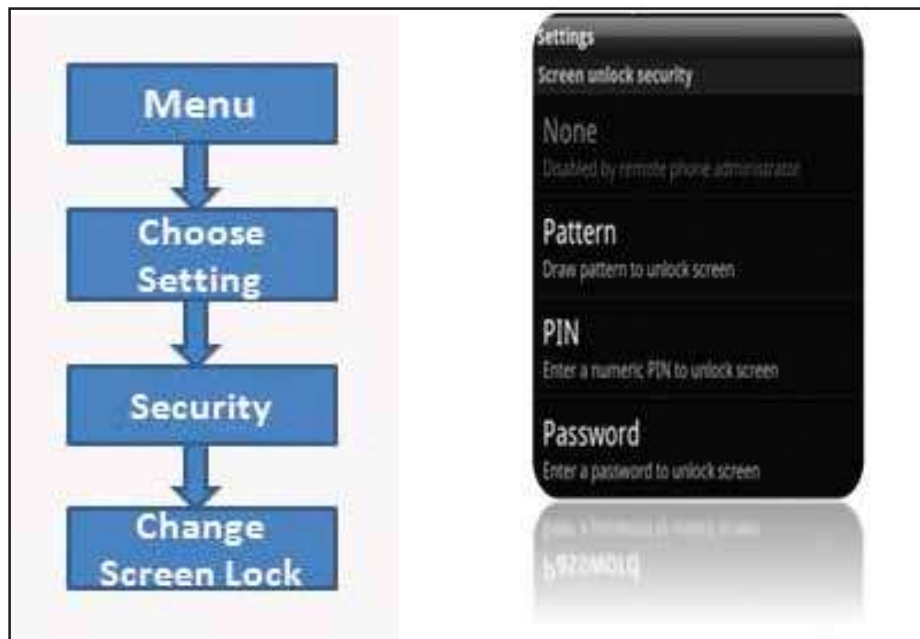 Menu
Choose
Setting
Security
Change
Screen Lock
Settings
Screen unlock security
None
Disabled by remote phone administrator
Pattern
Draw pattern to unlock screen
PIN
Enter a numeric PIN to unlock screen
Password
Enter a password to unlock screen